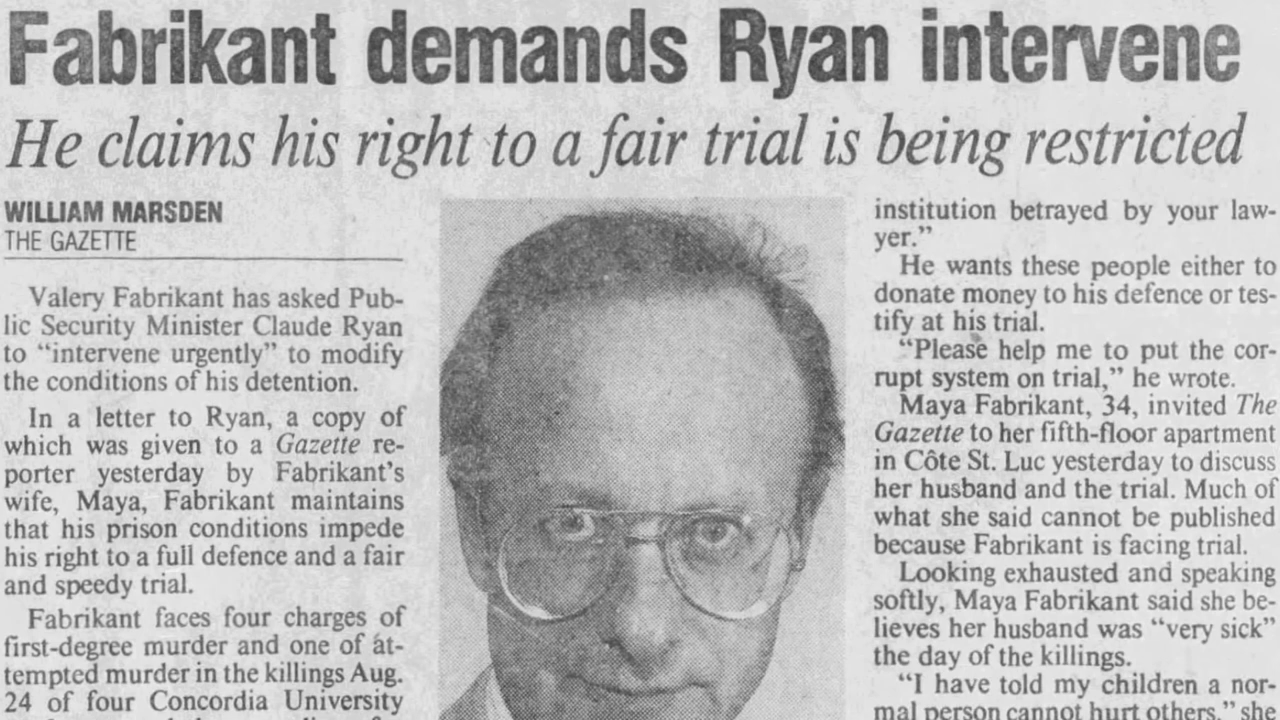 Fabrikant demands Ryan intervene
He claims his right to a fair trial is being restricted
WILLIAM MARSDEN
THE GAZETTE
Valery Fabrikant has asked Pub-
lic Security Minister Claude Ryan
to “intervene urgently” to modify
the conditions of his detention.
In a letter to Ryan, a copy of
which was given to a Gazette re-
porter yesterday by Fabrikant’s
wife, Maya, Fabrikant maintains
that his prison conditions impede
his right to a full defence and a fair
and speedy trial.
Fabrikant faces four charges of
first-degree murder and one of at-
tempted murder in the killings Aug.
24 of four Concordia University
institution betrayed by your law-
yer.”
He wants these people either to
donate money to his defence or tes-
tify at his trial.
“Please help me to put the cor-
rupt system on trial,” he wrote.
Maya Fabrikant, 34, invited The
Gazette to her fifth-floor apartment
in Côte St. Luc yesterday to discuss
her husband and the trial. Much of
what she said cannot be published
because Fabrikant is facing trial.
Looking exhausted and speaking
softly, Maya Fabrikant said she be-
lieves her husband was “very sick”
the day of the killings.
“I have told my children a nor-
mal person cannot hurt others,” she